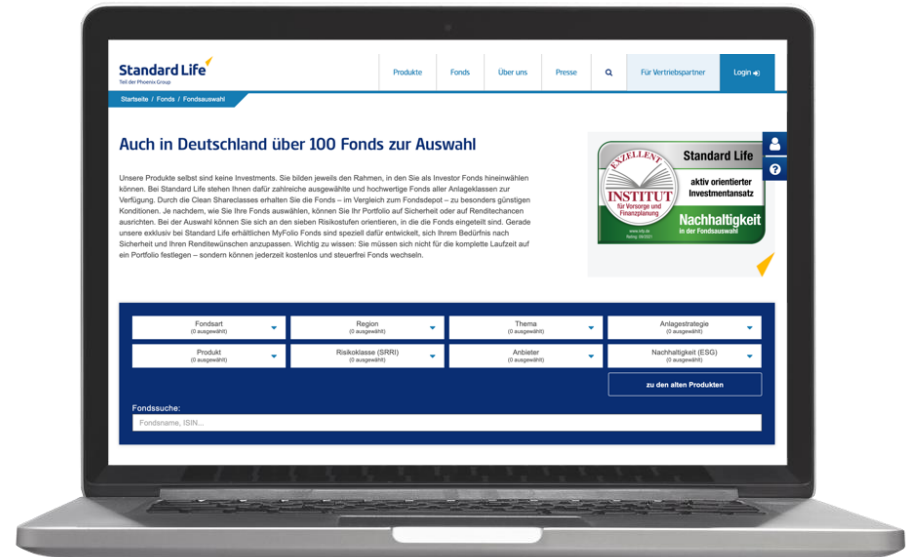 Standard Life
Teil der Phoenix Group
Produkte
Fonds
Über uns
Presse
Für Vertriebspartner
Login
Startseite / Fonds / Fondsauswahl
Auch in Deutschland über 100 Fonds zur Auswahl
Unsere Produkte selbst sind keine Investments. Sie bilden jeweils den Rahmen, in den Sie als Investor Fonds hineinwählen
können. Bei Standard Life stehen Ihnen dafür zahlreiche ausgewählte und hochwertige Fonds aller Anlageklassen zur
Verfügung. Durch die Clean Shareclasses erhalten Sie die Fonds – im Vergleich zum Fondsdepot – zu besonders günstigen
Konditionen. Je nachdem, wie Sie Ihre Fonds auswählen, können Sie Ihr Portfolio auf Sicherheit oder auf Renditechancen
ausrichten. Bei der Auswahl können Sie sich an den sieben Risikostufen orientieren, in die die Fonds eingeteilt sind. Gerade
unsere exklusiv bei Standard Life erhältlichen MyFolio Fonds sind speziell dafür entwickelt, sich Ihrem Bedürfnis nach
Sicherheit und Ihren Renditewünschen anzupassen. Wichtig zu wissen: Sie müssen sich nicht für die komplette Laufzeit auf
ein Portfolio festlegen – sondern können jederzeit kostenlos und steuerfrei Fonds wechseln.
EXZELLENT
INSTITUT
für Vorsorge und
Finanzplanung
Standard Life
aktiv orientierter
Investmentansatz
Nachhaltigkeit
in der Fondsauswahl
Fondsart
(0 ausgewählt)
Region
(0 ausgewählt)
Thema
(0 ausgewählt)
Anlagestrategie
(0 ausgewählt)
Produkt
(0 ausgewählt)
Risikoklasse (SRRI)
(0 ausgewählt)
Anbieter
(0 ausgewählt)
Nachhaltigkeit (ESG)
(0 ausgewählt)
zu den alten Produkten
Fondssuche:
Fondsname, ISIN...